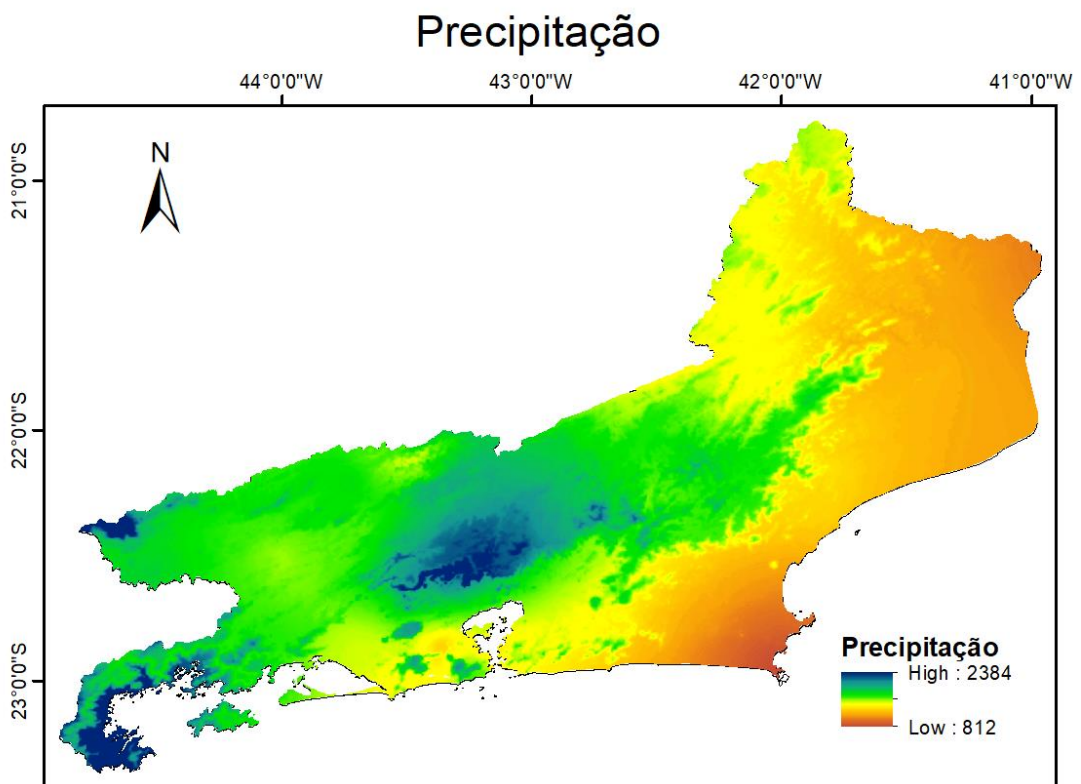 Precipitação
44°0'0"W
43°0'0"W
42°0'0"W
41°0'0"W
N
21°0'0"S
22°0'0"S
23°0'0"S
Precipitação
High : 2384
Low : 812